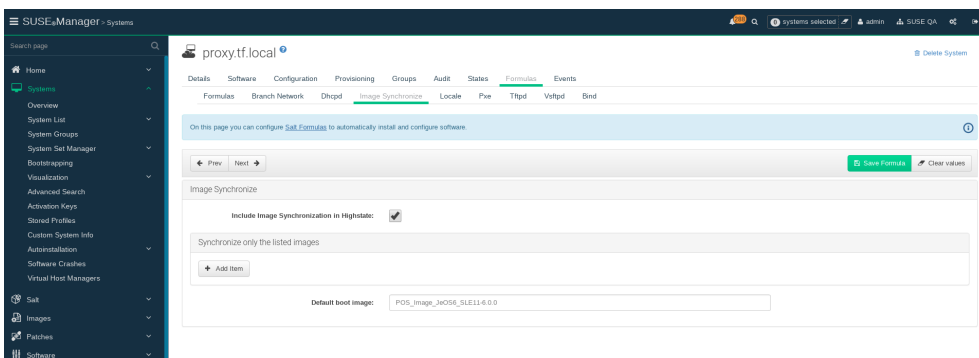 SUSE®Manager > Systems
systems selected
admin
SUSE QA
Search page
Home
Systems
Overview
System List
System Groups
System Set Manager
Bootstrapping
Visualization
Advanced Search
Activation Keys
Stored Profiles
Custom System Info
Autoinstallation
Software Crashes
Virtual Host Managers
Salt
Images
Patches
Software
proxy.tf.local ?
Delete System
Details Software Configuration Provisioning Groups Audit States Formulas Events
Formulas Branch Network Dhcpd Image Synchronize Locale Pxe Tftpd Vsftpd Bind
On this page you can configure Salt Formulas to automatically install and configure software.
Prev Next
Save Formula Clear values
Image Synchronize
Include Image Synchronization in Highstate:
Synchronize only the listed images
+ Add Item
Default boot image: POS_Image_JeOS6_SLE11-6.0.0